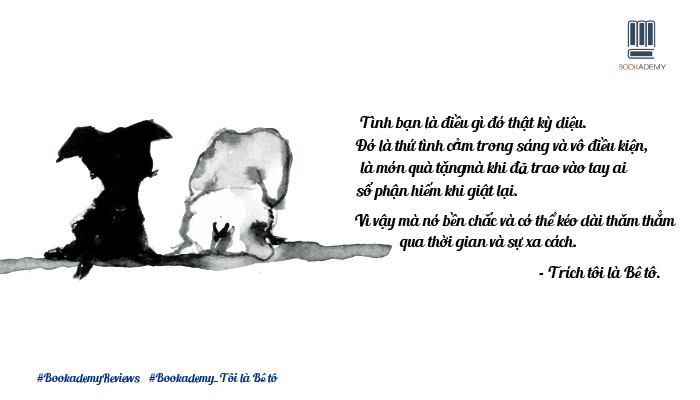 BOOKADEMY
Tình bạn là điều gì đó thật kỳ diệu.
Đó là thứ tình cảm trong sáng và vô điều kiện,
là món quà tặngmà khi đã trao vào tay ai
số phận hiếm khi giật lại.
Vì vậy mà nó bền chắc và có thể kéo dài thăm thẳm
qua thời gian và sự xa cách.
- Trích tôi là Bê tô.
#BookademyReviews #Bookademy_Tôi là Bê tô